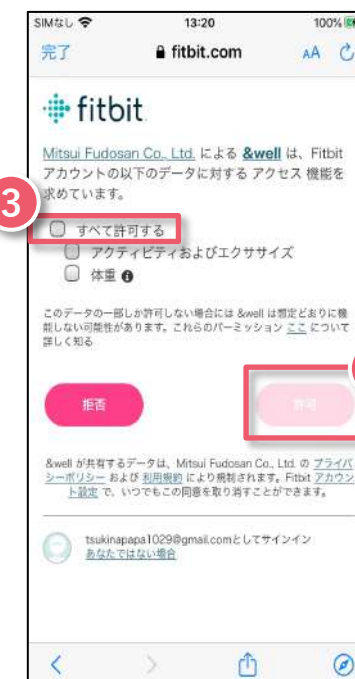 SIMなし 13:20 100%
完了 fitbit.com AA
fitbit
Mitsui Fudosan Co., Ltd. による &well は、Fitbit
アカウントの以下のデータに対する アクセス 機能を
求めています。
3
すべて許可する
アクティビティおよびエクササイズ
体重
このデータの一部しか許可しない場合には &well は想定どおりに機
能しない可能性があります。これらのパーミッション ここ について
詳しく知る
拒否 許可
&well が共有するデータは、Mitsui Fudosan Co., Ltd. の プライバ
シーポリシー および 利用規約 により規制されます。Fitbit アカウン
ト設定 で、いつでもこの同意を取り消すことができます。
tsukinapapa1029@gmail.comとしてサインイン
あなたではない場合